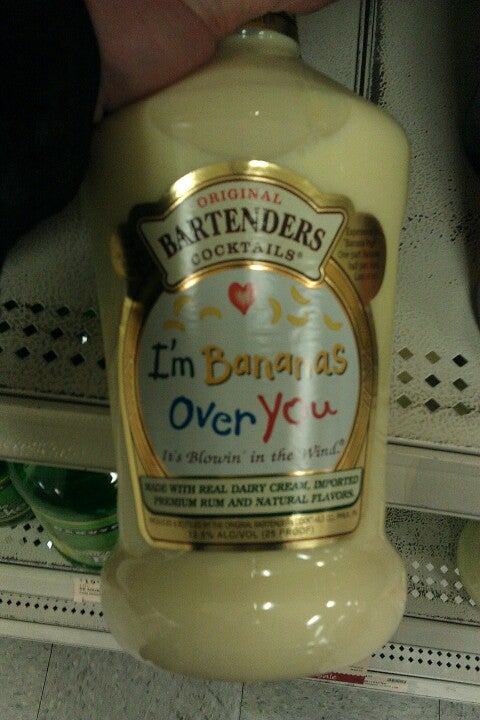 ORIGINAL
BARTENDERS
COCKTAILS®
I'm Bananas
Over You
It's Blowin' in the Wind.®
MADE WITH REAL DAIRY CREAM, IMPORTED
PREMIUM RUM AND NATURAL FLAVORS.
12.5% ALC/VOL (25 PROOF)